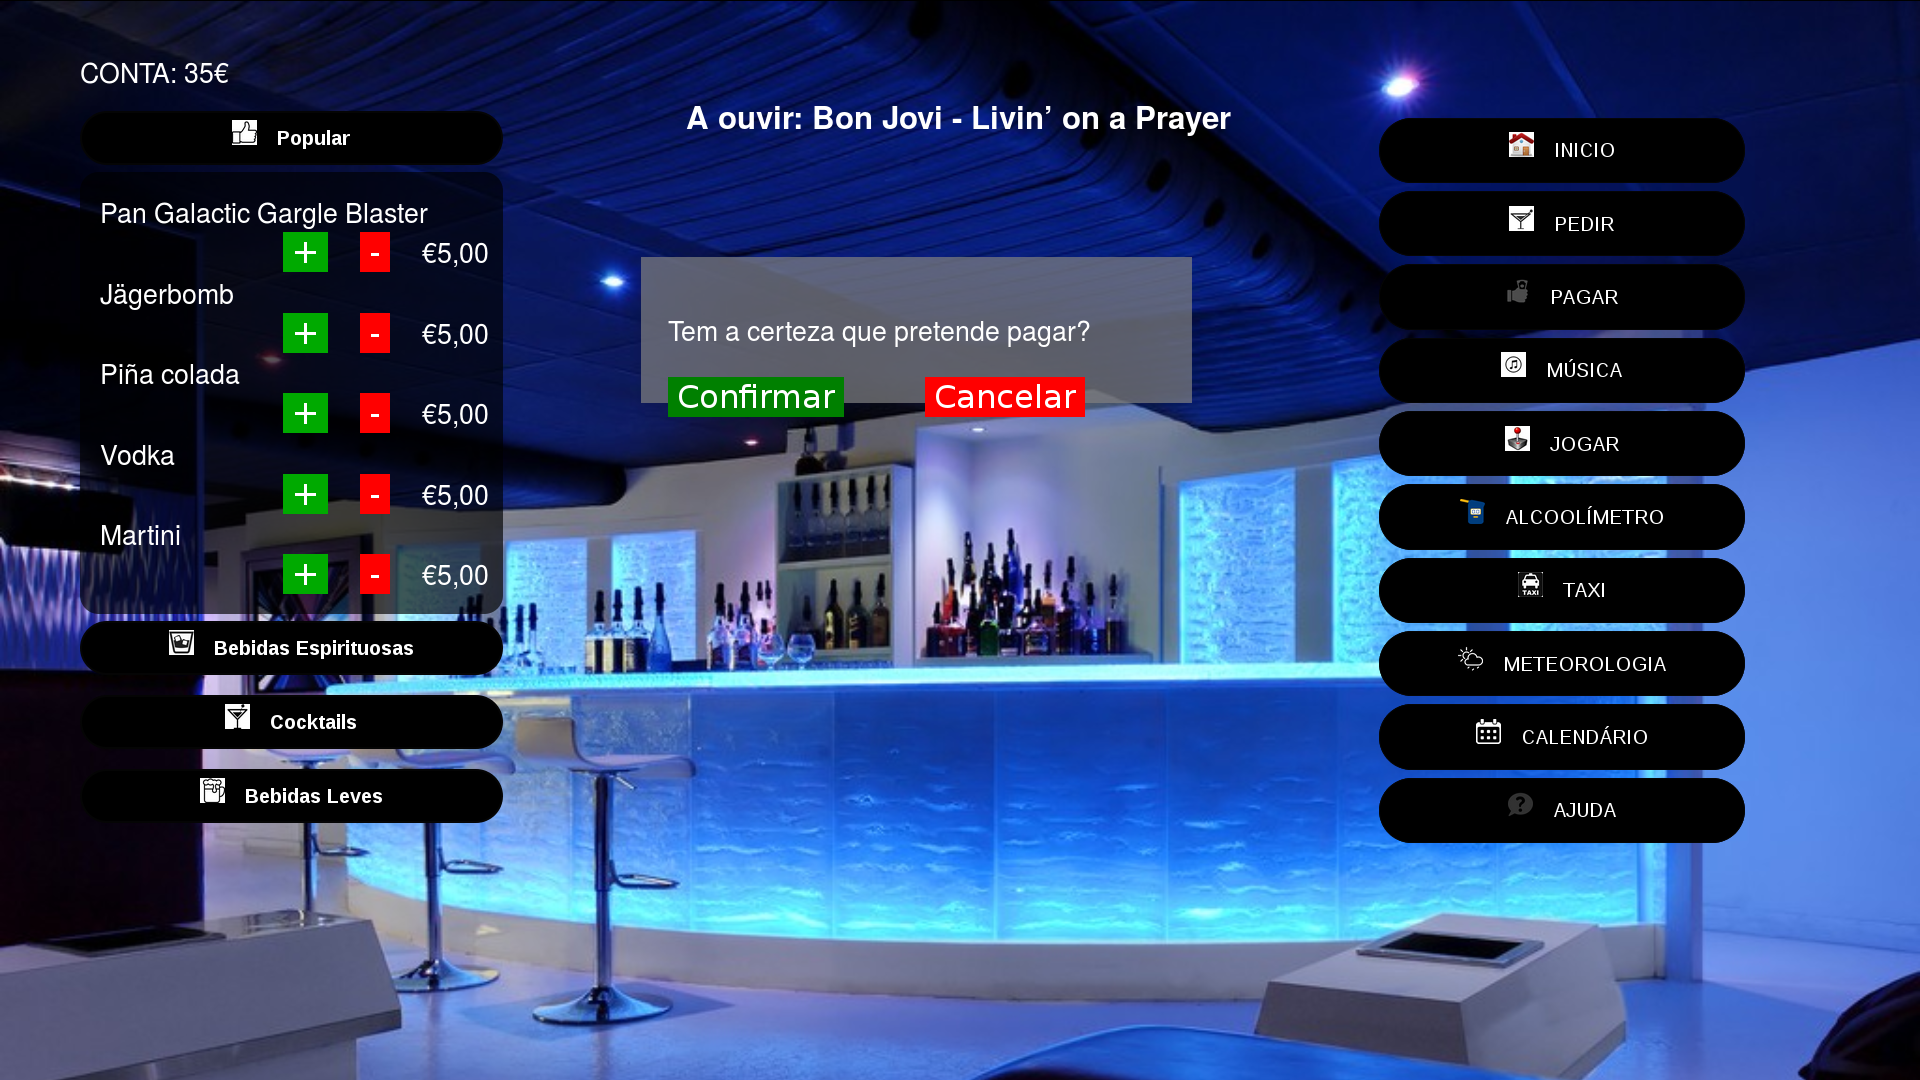 CONTA: 35€
Popular
Pan Galactic Gargle Blaster
+ - €5,00
Jägerbomb
+ - €5,00
Piña colada
+ - €5,00
Vodka
+ - €5,00
Martini
+ - €5,00
Bebidas Espirituosas
Cocktails
Bebidas Leves
A ouvir: Bon Jovi - Livin’ on a Prayer
Tem a certeza que pretende pagar?
Confirmar Cancelar
INICIO
PEDIR
PAGAR
MÚSICA
JOGAR
ALCOOLÍMETRO
TAXI
TAXI
METEOROLOGIA
CALENDÁRIO
? AJUDA